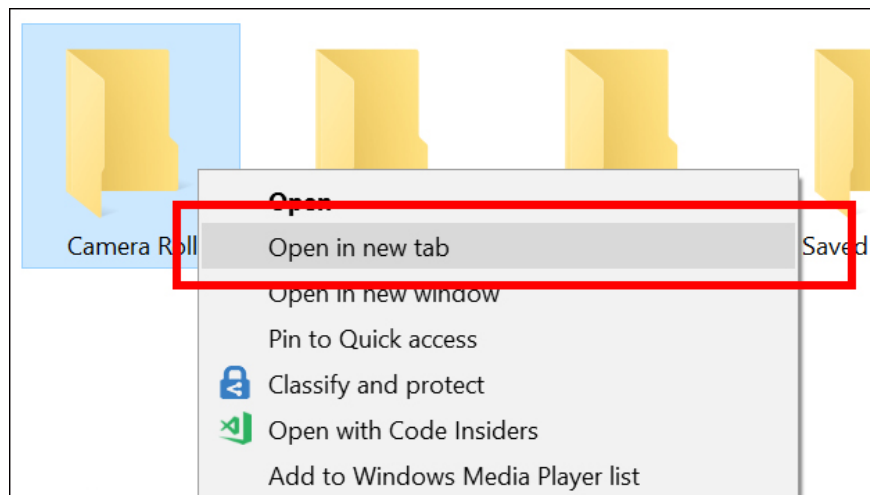 Open
Camera Roll
Open in new tab
Saved
Open in new window
Pin to Quick access
Classify and protect
Open with Code Insiders
Add to Windows Media Player list